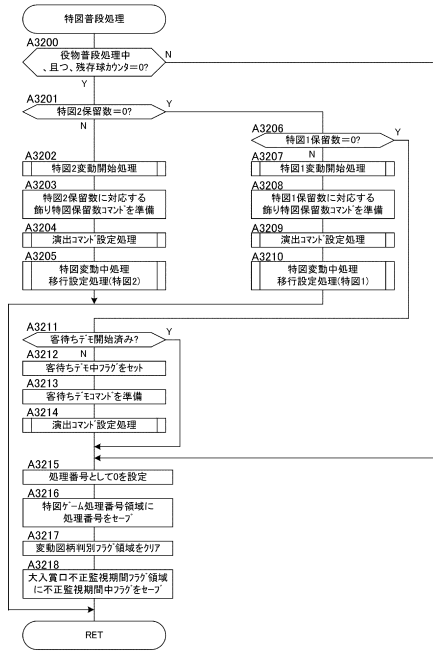 特図普段処理
A3200
役物普段処理中
、且つ、残存球カウンタ=0?
N
Y
A3201
特図2保留数=0?
Y
N
A3206
特図1保留数=0?
Y
N
A3202
特図2変動開始処理
A3207
特図1変動開始処理
A3203
特図2保留数に対応する
飾り特図保留数コマンドを準備
A3208
特図1保留数に対応する
飾り特図保留数コマンドを準備
A3204
演出コマンド設定処理
A3209
演出コマンド設定処理
A3205
特図変動中処理
移行設定処理(特図2)
A3210
特図変動中処理
移行設定処理(特図1)
A3211
客待ちデモ開始済み?
Y
N
A3212
客待ちデモ中フラグをセット
A3213
客待ちデモコマンドを準備
A3214
演出コマンド設定処理
A3215
処理番号として0を設定
A3216
特図ゲーム処理番号領域に
処理番号をセーブ
A3217
変動図柄判別フラグ領域をクリア
A3218
大入賞口不正監視期間フラグ領域
に不正監視期間中フラグをセーブ
RET